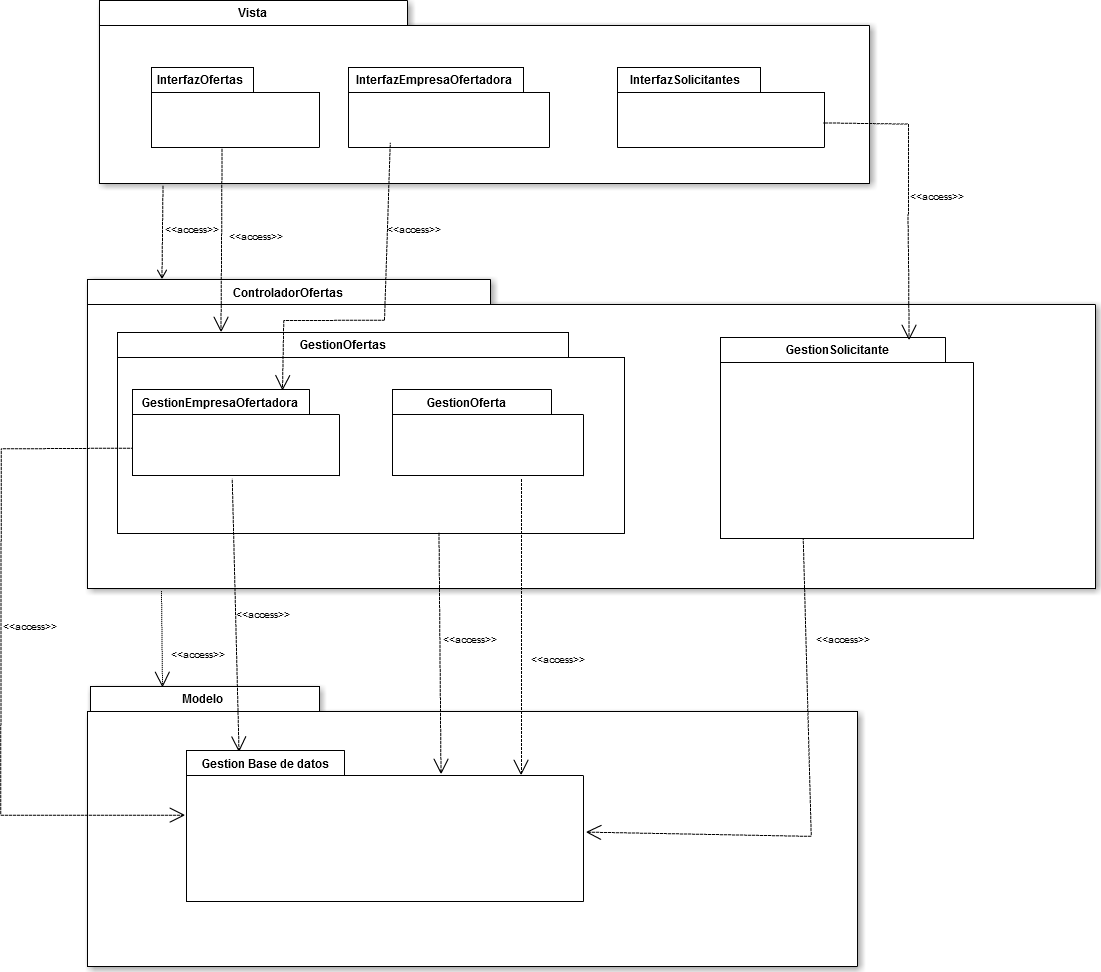 Vista
InterfazOfertas
InterfazEmpresaOfertadora
InterfazSolicitantes
<<access>>
<<access>>
<<access>>
<<access>>
ControladorOfertas
GestionOfertas
GestionSolicitante
GestionEmpresaOfertadora
GestionOferta
<<access>>
<<access>>
<<access>>
<<access>>
<<access>>
<<access>>
Modelo
Gestion Base de datos